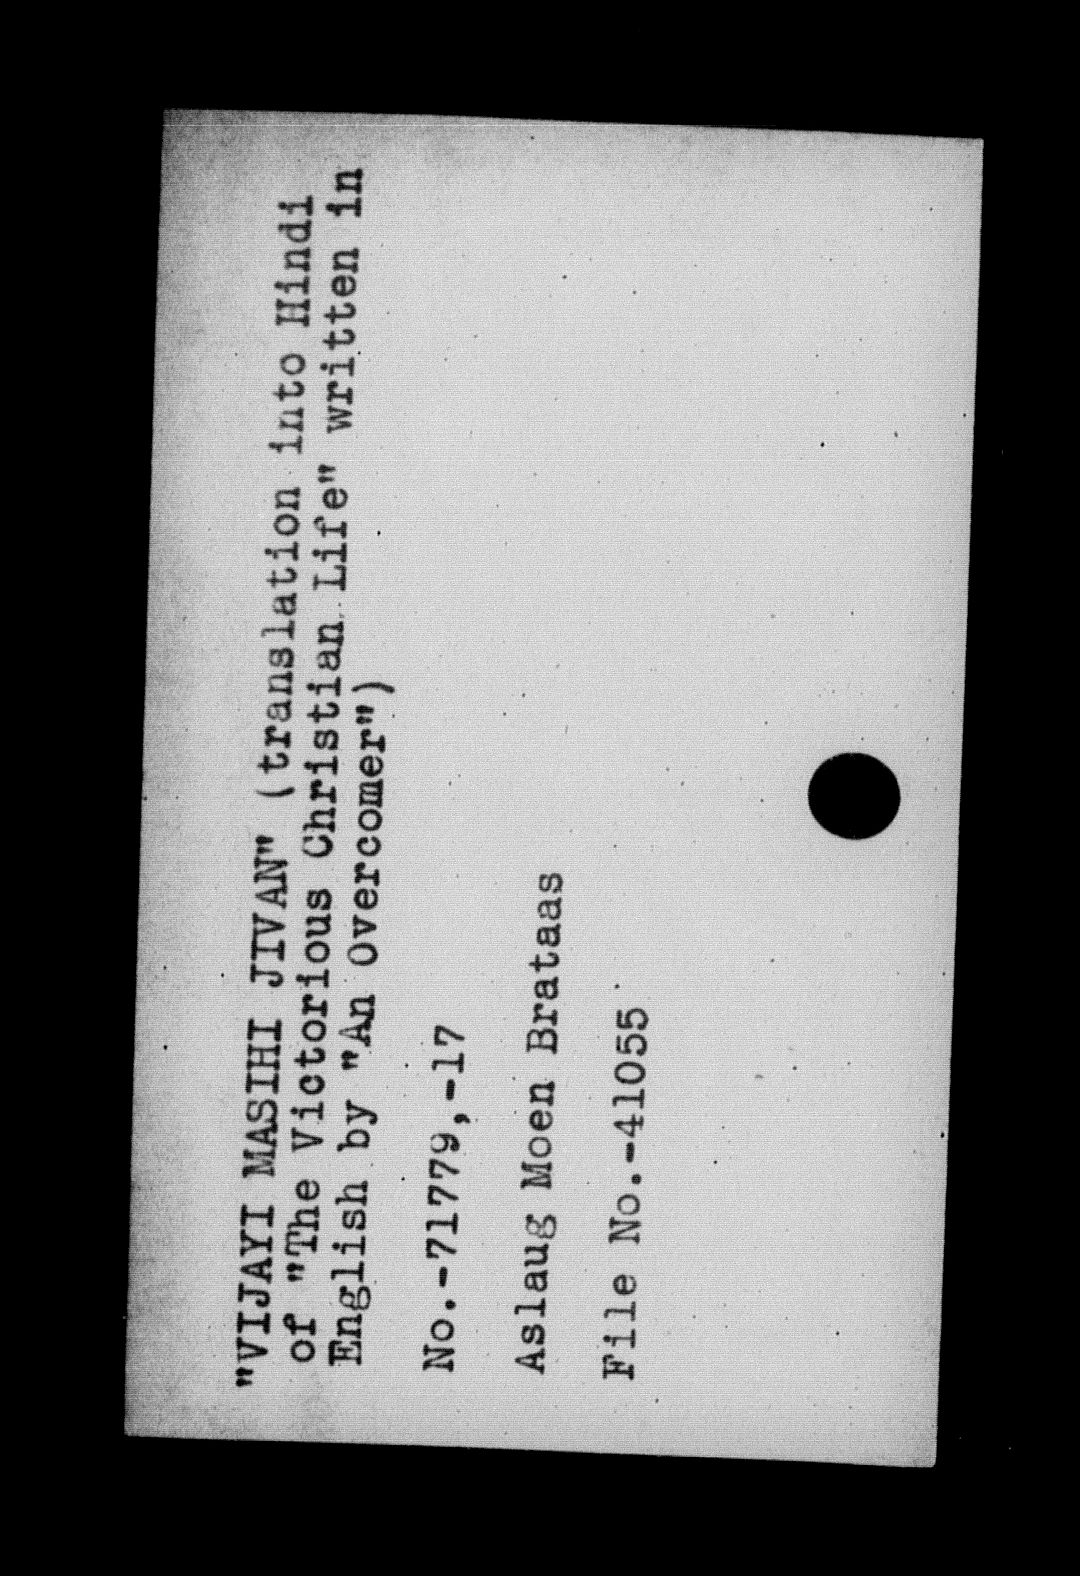 "VIJAYI MASIHI JIVAN" (translation into Hindi
of "The Victorious Christian Life" written in
English by "An Overcomer")
No.-71779,-17
Aslaug Moen Brataas
File No.-41055